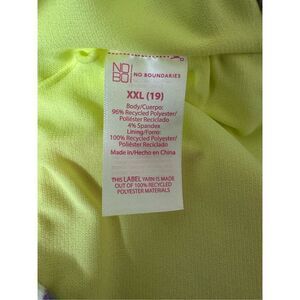 NO
BO
NO BOUNDARIES
XXL (19)
Body/Cuerpo:
96% Recycled Polyester/
Poliéster Reciclado
4% Spandex
Lining/Forro:
100% Recycled Polyester/
Poliéster Reciclado
Made in/Hecho en China
THIS LABEL YARN IS MADE
OUT OF 100% RECYCLED
POLYESTER MATERIALS